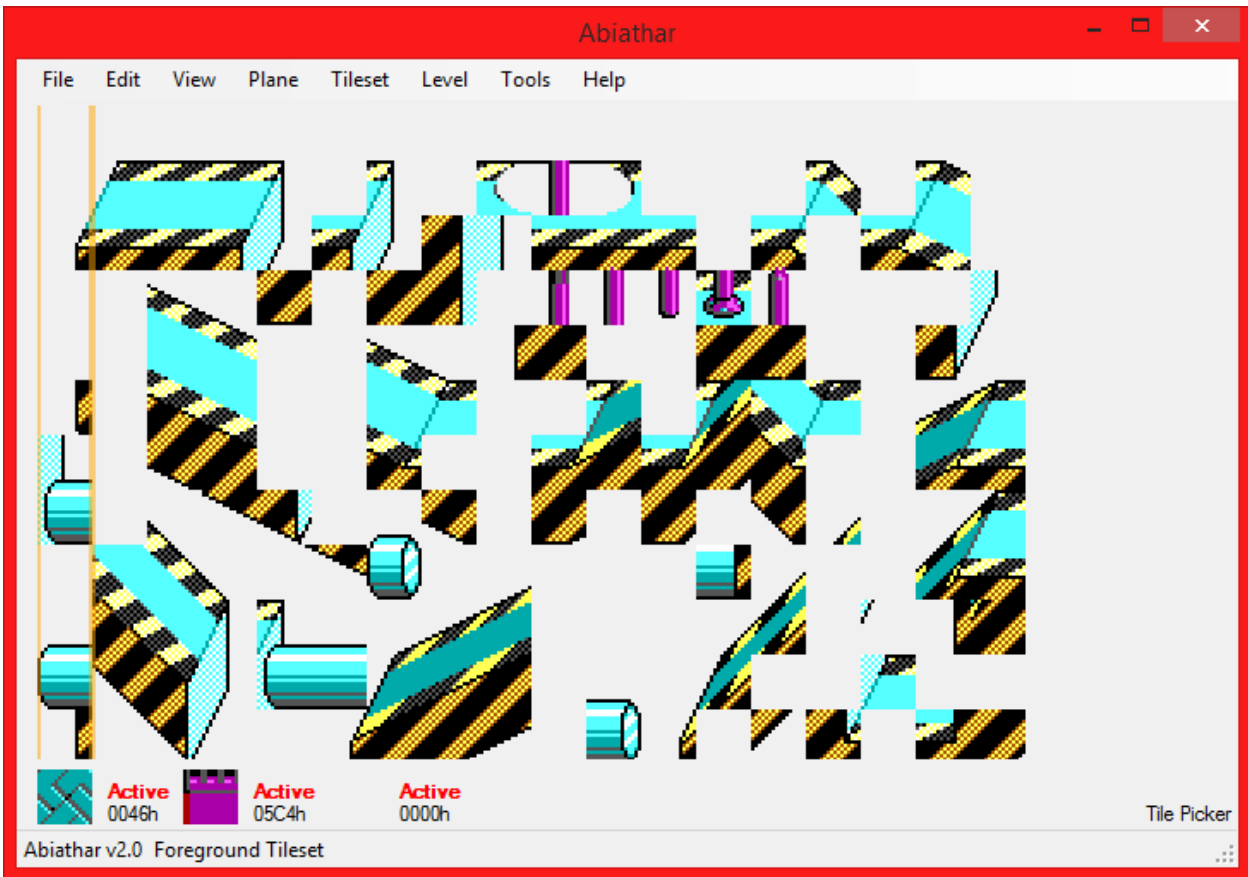 Abiathar
File Edit View Plane Tileset Level Tools Help
Active Active Active
0046h 05C4h 0000h Tile Picker
Abiathar v2.0 Foreground Tileset